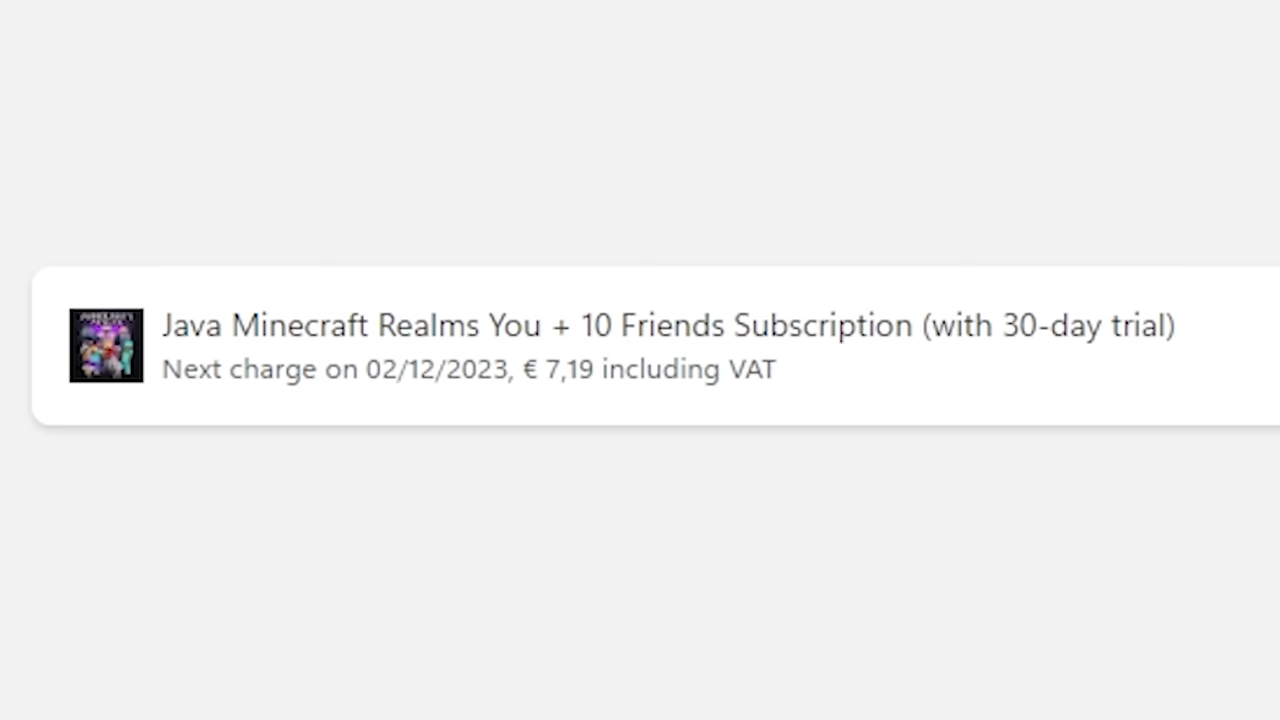 Java Minecraft Realms You + 10 Friends Subscription (with 30-day trial)
Next charge on 02/12/2023, € 7,19 including VAT